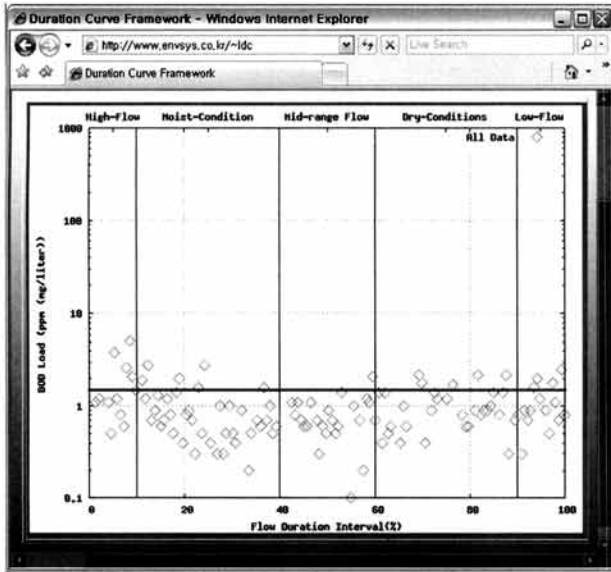 Duration Curve Framework - Windows Internet Explorer
http://www.envsys.co.kr/~ldc
Live Search
Duration Curve Framework
High-Flow Moist-Condition Mid-range Flow Dry-Conditions Low-Flow
All Data
1000
100
10
1
0.1
BOD Load (ppm (mg/liter))
0 20 40 60 80 100
Flow Duration Interval(%)